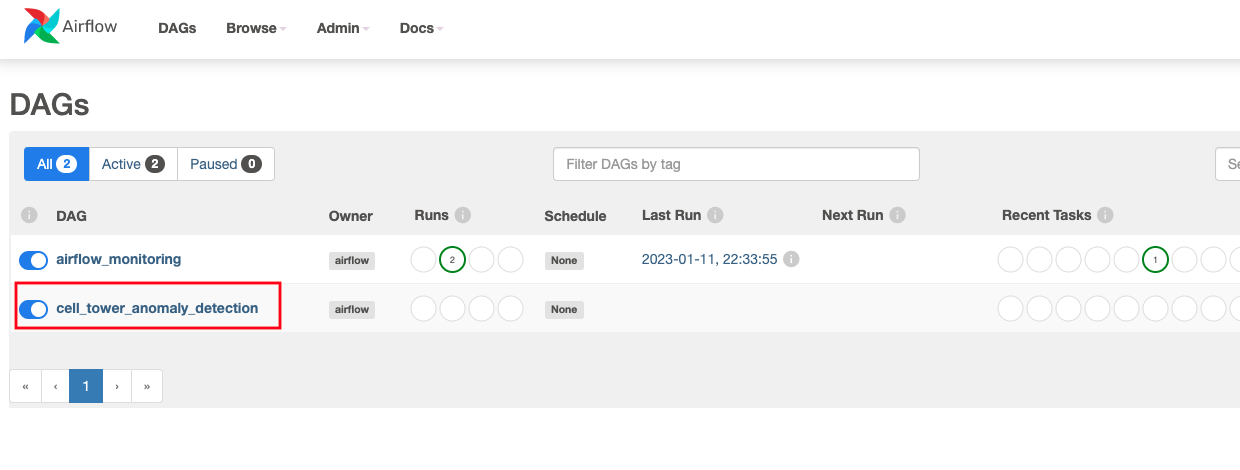 Airflow DAGs Browse Admin Docs
DAGs
All 2 Active 2 Paused 0 Filter DAGs by tag Se
i DAG Owner Runs i Schedule Last Run i Next Run i Recent Tasks i
airflow_monitoring airflow 2 None 2023-01-11, 22:33:55 i 1
cell_tower_anomaly_detection airflow None
« ‹ 1 › »